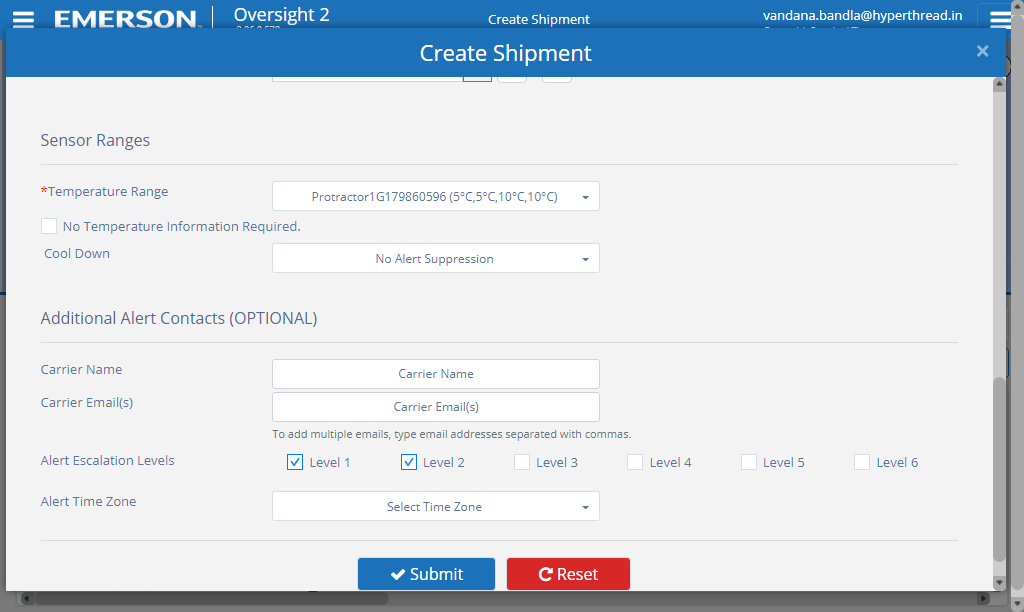 EMERSON
Oversight 2
Create Shipment
vandana.bandla@hyperthread.in
Create Shipment
×
Sensor Ranges
*Temperature Range
Protractor1G179860596 (5°C,5°C,10°C,10°C)
No Temperature Information Required.
Cool Down
No Alert Suppression
Additional Alert Contacts (OPTIONAL)
Carrier Name
Carrier Name
Carrier Email(s)
Carrier Email(s)
To add multiple emails, type email addresses separated with commas.
Alert Escalation Levels
Level 1
Level 2
Level 3
Level 4
Level 5
Level 6
Alert Time Zone
Select Time Zone
Submit
Reset